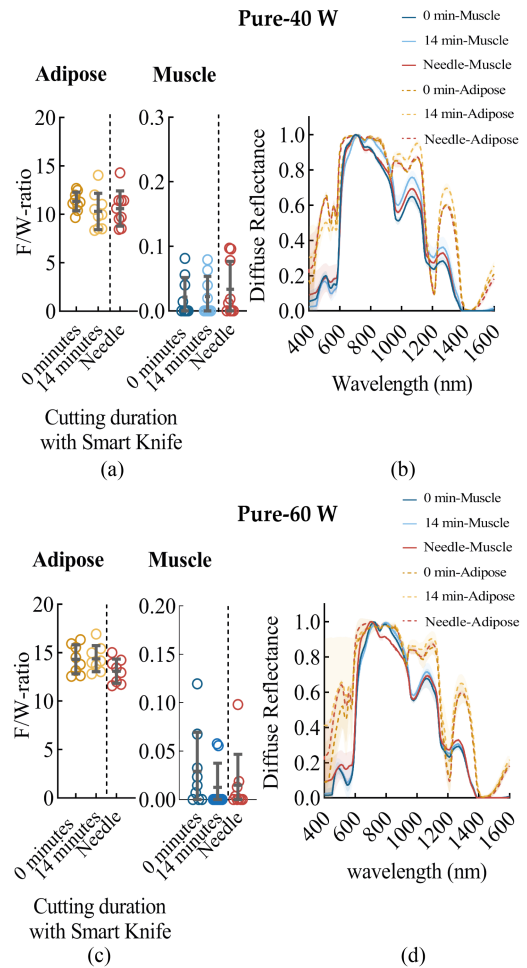 Pure-40 W
Adipose
Muscle
F/W-ratio
20
15
10
5
0
0 minutes
14 minutes
Needle
0.3
0.2
0.1
0.0
0 minutes
14 minutes
Needle
Cutting duration
with Smart Knife
(a)
0 min-Muscle
14 min-Muscle
Needle-Muscle
0 min-Adipose
14 min-Adipose
Needle-Adipose
Diffuse Reflectance
1.0
0.8
0.6
0.4
0.2
0.0
400
600
800
1000
1200
1400
1600
Wavelength (nm)
(b)
Pure-60 W
Adipose
Muscle
F/W-ratio
20
15
10
5
0
0 minutes
14 minutes
Needle
0.20
0.15
0.10
0.05
0.00
0 minutes
14 minutes
Needle
Cutting duration
with Smart Knife
(c)
0 min-Muscle
14 min-Muscle
Needle-Muscle
0 min-Adipose
14 min-Adipose
Needle-Adipose
Diffuse Reflectance
1.0
0.8
0.6
0.4
0.2
0.0
400
600
800
1000
1200
1400
1600
wavelength (nm)
(d)